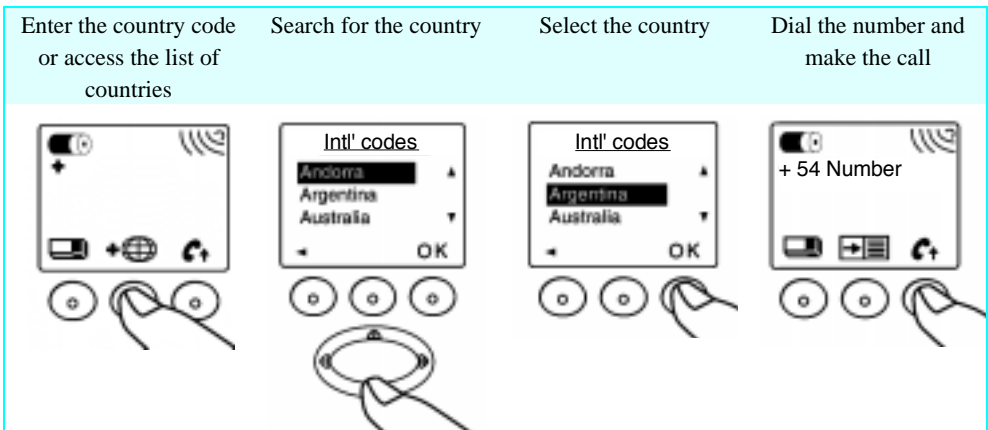 Enter the country code
or access the list of
countries
Search for the country
Select the country
Dial the number and
make the call
+
+
Intl' codes
Andorra
Argentina
Australia
OK
Intl' codes
Andorra
Argentina
Australia
OK
+ 54 Number